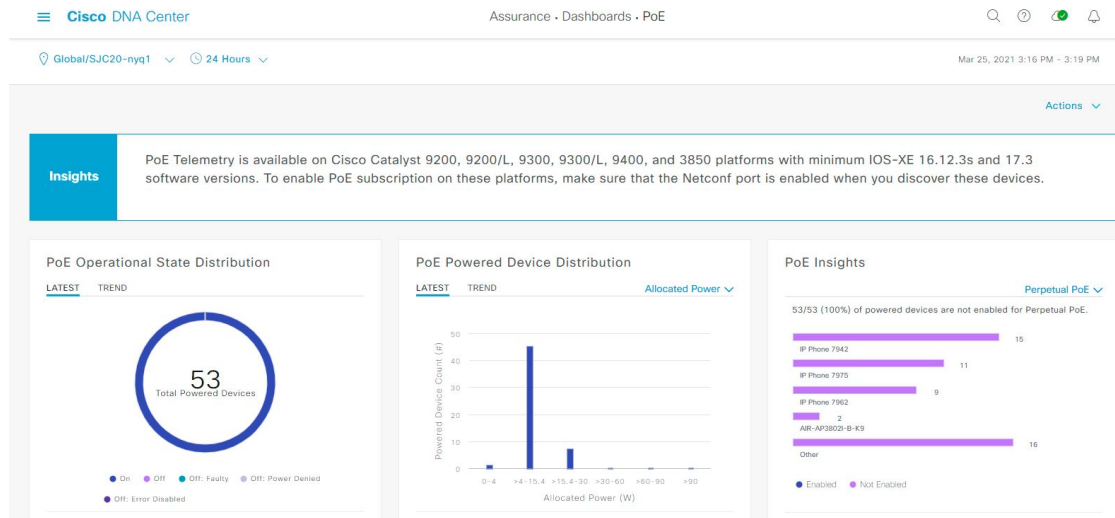 Cisco DNA Center
Assurance • Dashboards • PoE
Global/SJC20-nyq1
24 Hours
Mar 25, 2021 3:16 PM - 3:19 PM
Actions
Insights
PoE Telemetry is available on Cisco Catalyst 9200, 9200/L, 9300, 9300/L, 9400, and 3850 platforms with minimum IOS-XE 16.12.3s and 17.3
software versions. To enable PoE subscription on these platforms, make sure that the Netconf port is enabled when you discover these devices.
PoE Operational State Distribution
LATEST TREND
53
Total Powered Devices
On Off Off: Faulty Off: Power Denied
Off: Error Disabled
PoE Powered Device Distribution
LATEST TREND Allocated Power
Powered Device Count (#)
50
40
30
20
10
0
0-4 >4-15.4 >15.4-30 >30-60 >60-90 >90
Allocated Power (W)
PoE Insights
Perpetual PoE
53/53 (100%) of powered devices are not enabled for Perpetual PoE.
15
IP Phone 7942
11
IP Phone 7975
9
IP Phone 7962
2
AIR-AP3802I-B-K9
16
Other
Enabled Not Enabled